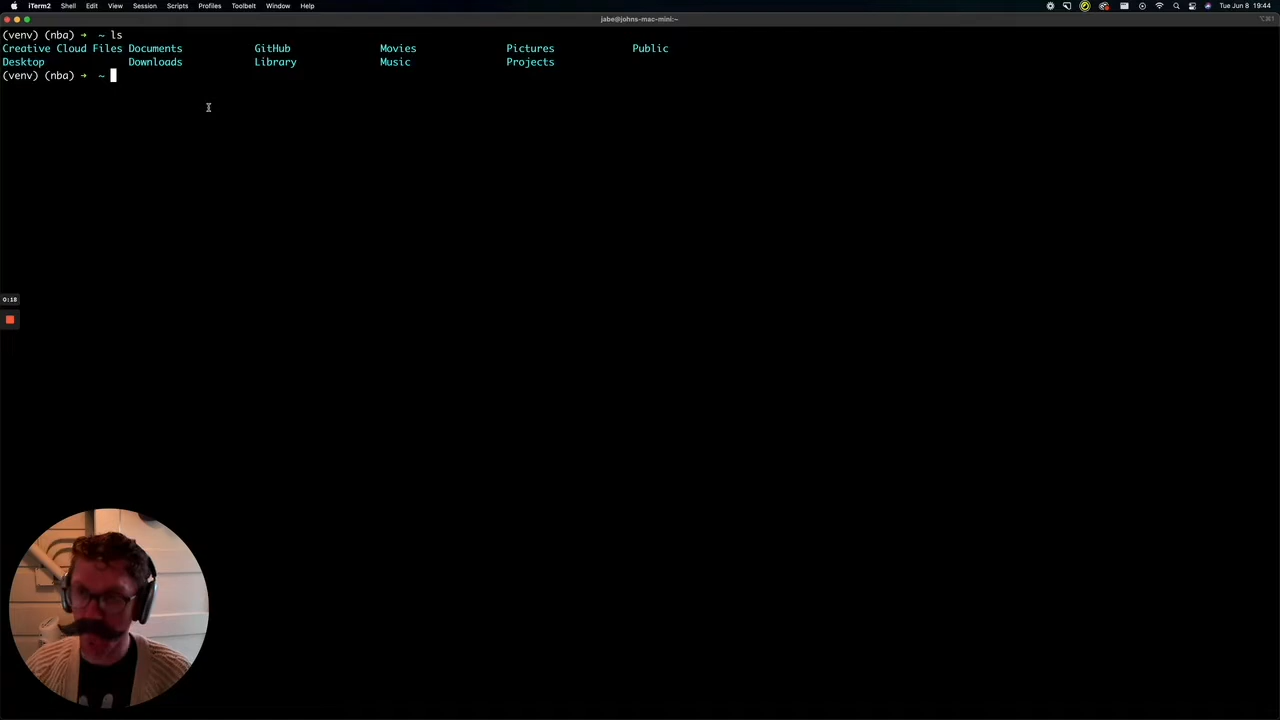 iTerm2 Shell Edit View Session Scripts Profiles Toolbelt Window Help Tue Jun 8 19:44
jabe@johns-mac-mini:~ ⌥⌘1
(venv) (nba) ➜ ~ ls
Creative Cloud Files Documents GitHub Movies Pictures Public
Desktop Downloads Library Music Projects
(venv) (nba) ➜ ~
0:18